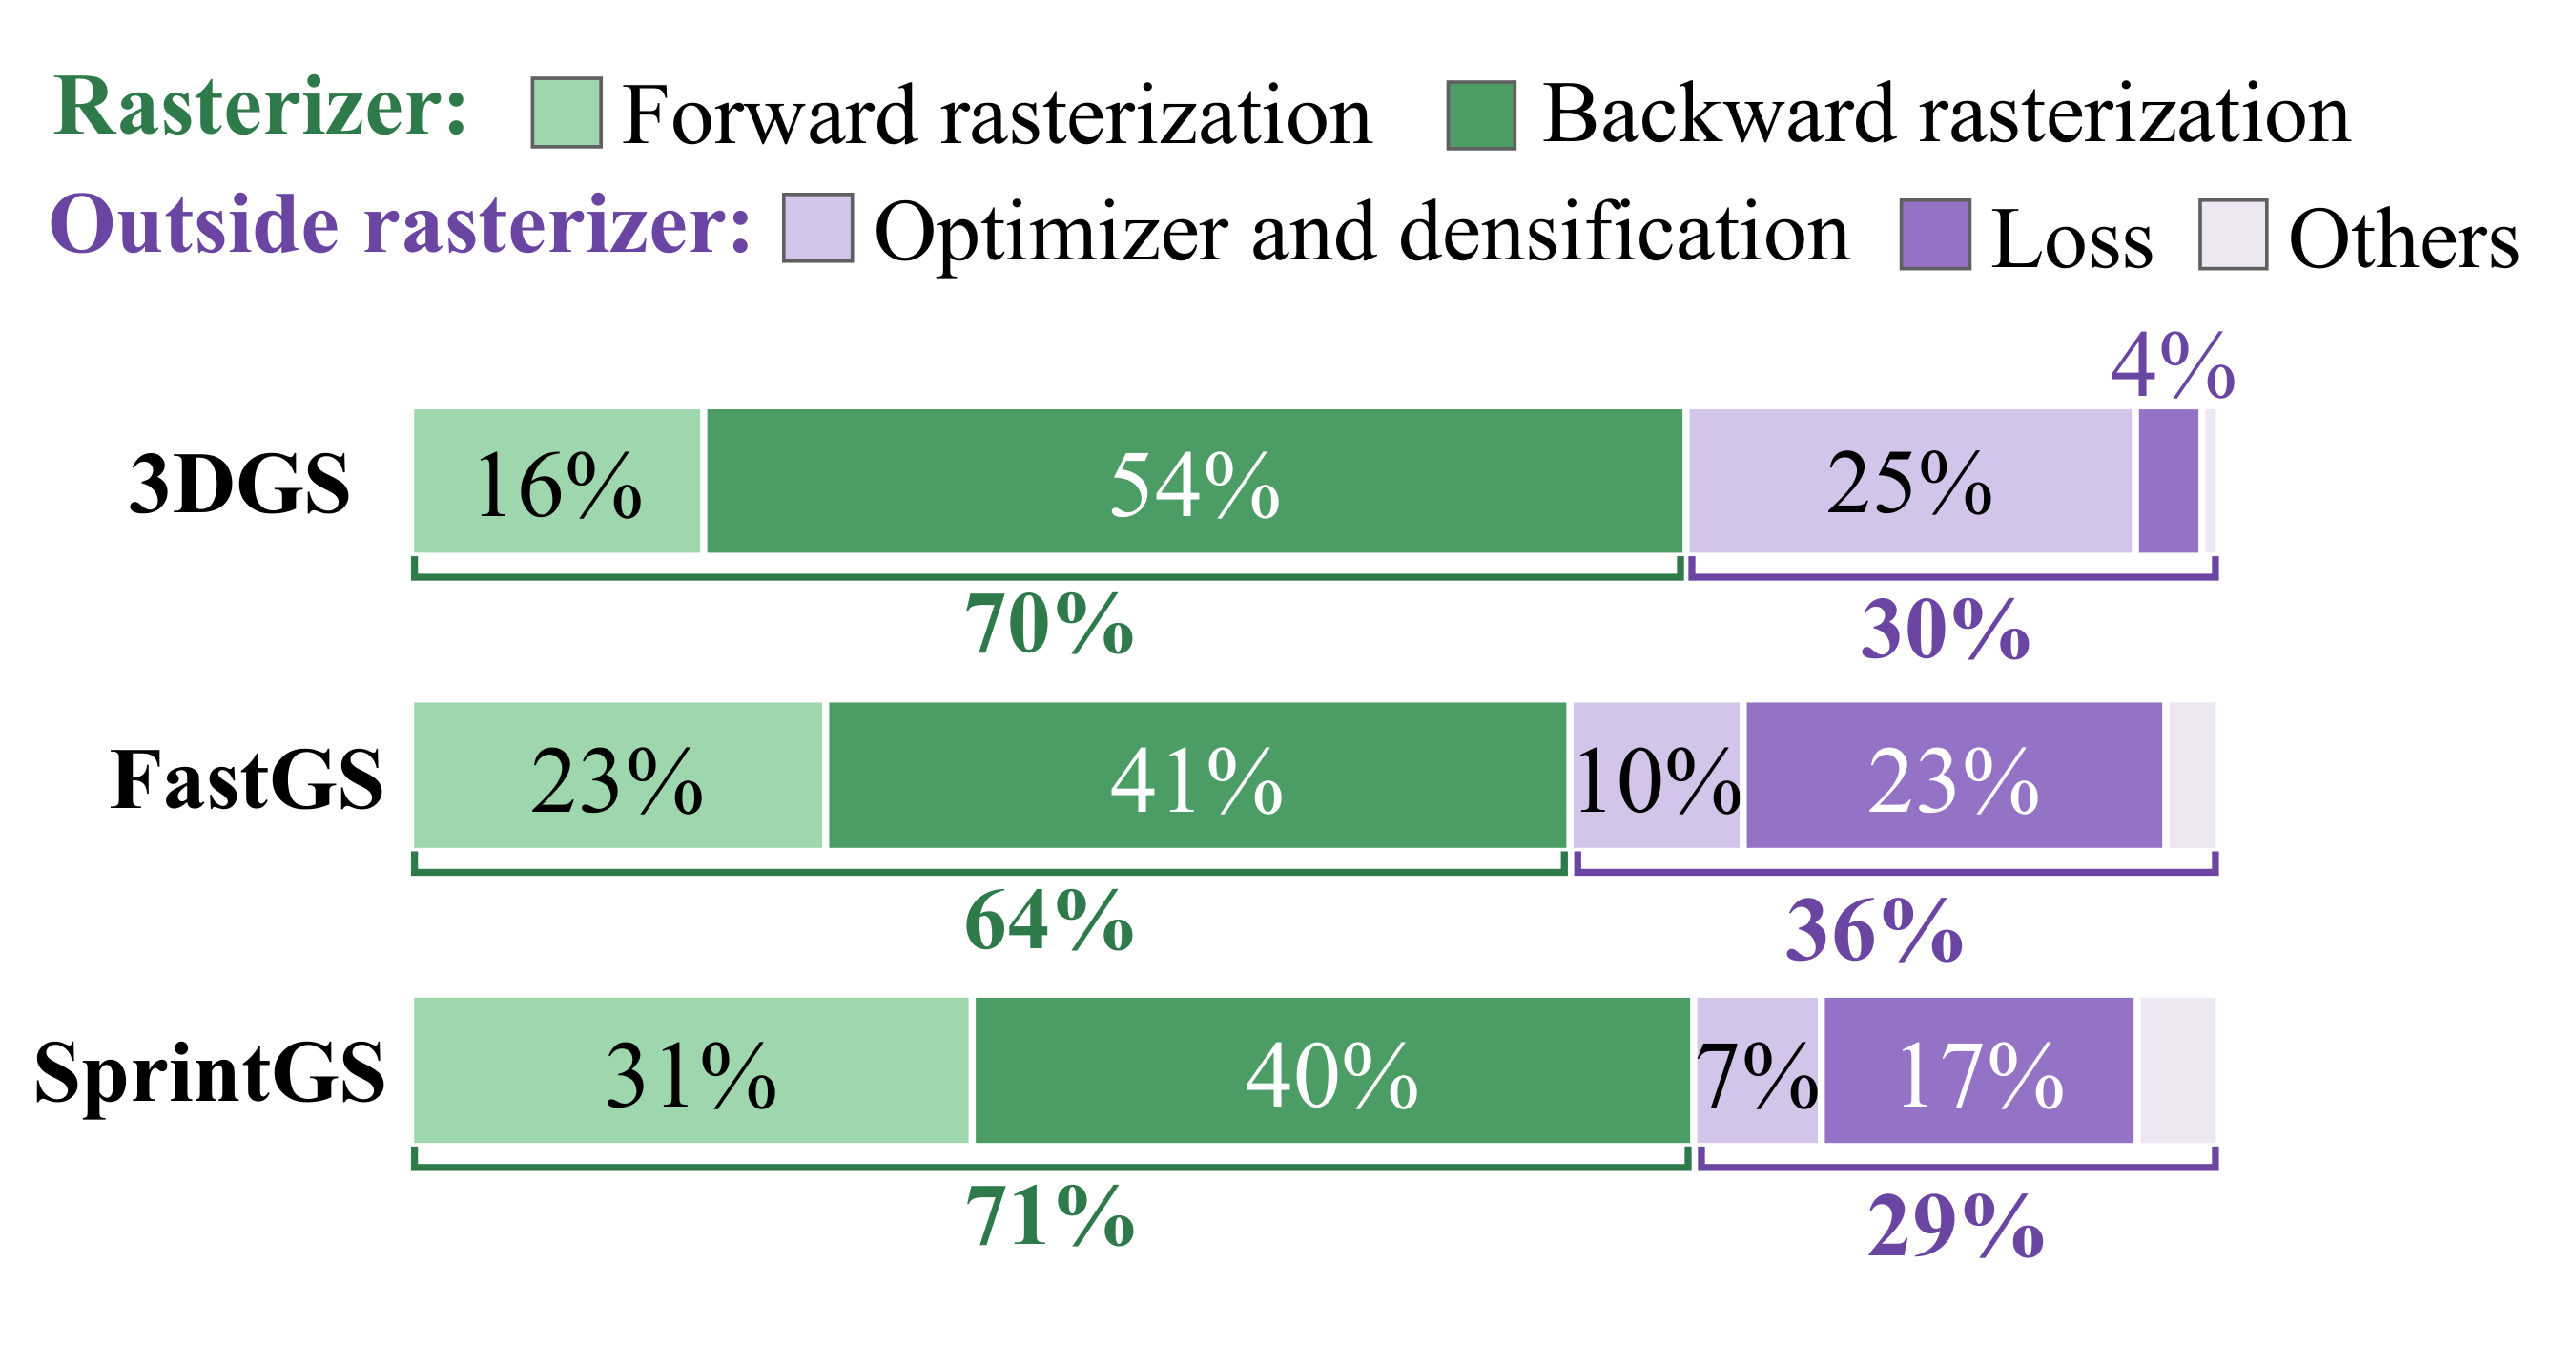 Rasterizer: Forward rasterization Backward rasterization
Outside rasterizer: Optimizer and densification Loss Others
4%
3DGS 16% 54% 25%
70% 30%
FastGS 23% 41% 10% 23%
64% 36%
SprintGS 31% 40% 7% 17%
71% 29%